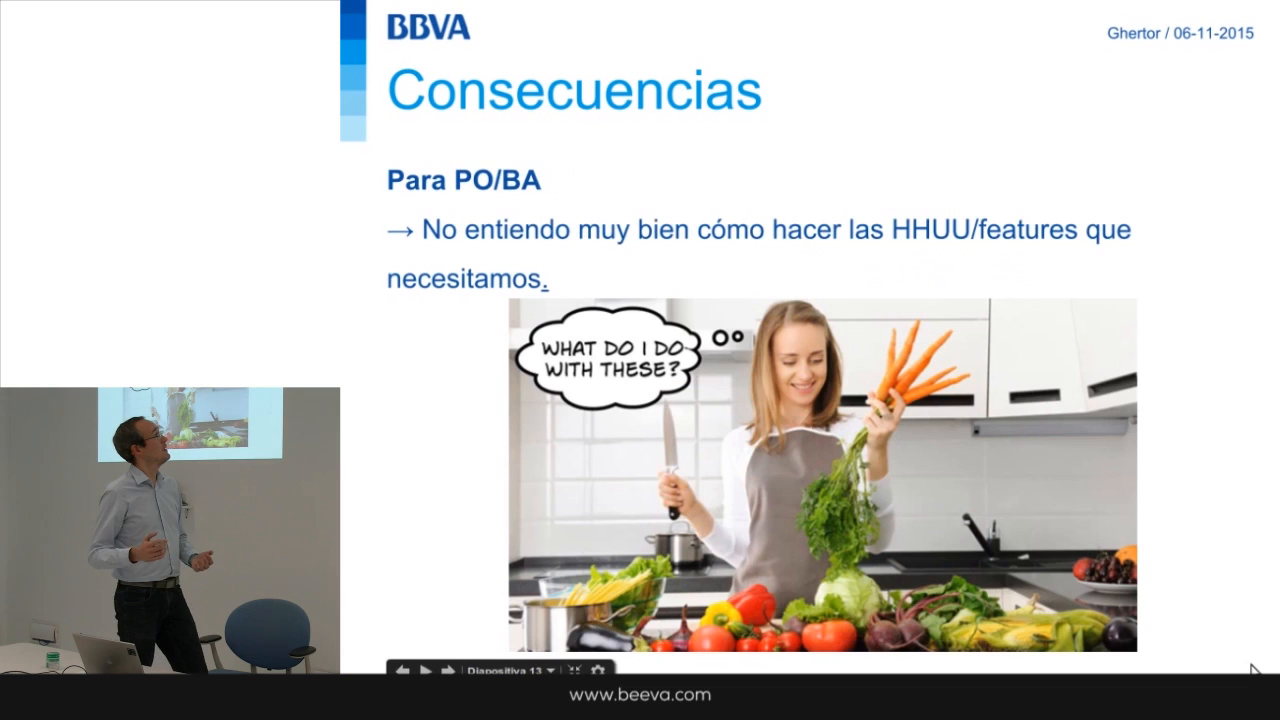 BBVA
Ghertor / 06-11-2015
Consecuencias
Para PO/BA
→ No entiendo muy bien cómo hacer las HHUU/features que
necesitamos.
WHAT DO I DO
WITH THESE?
Diapositiva 13
www.beeva.com